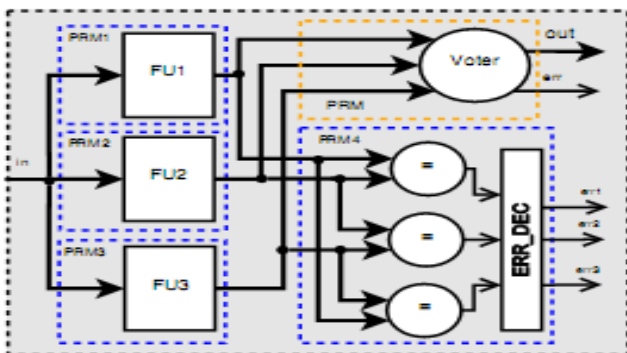 PRM1
FU1
Voter
out
err
PRM
PRM2
FU2
in
PRM4
=
=
=
ERR_DEC
err1
err2
err3
PRM3
FU3